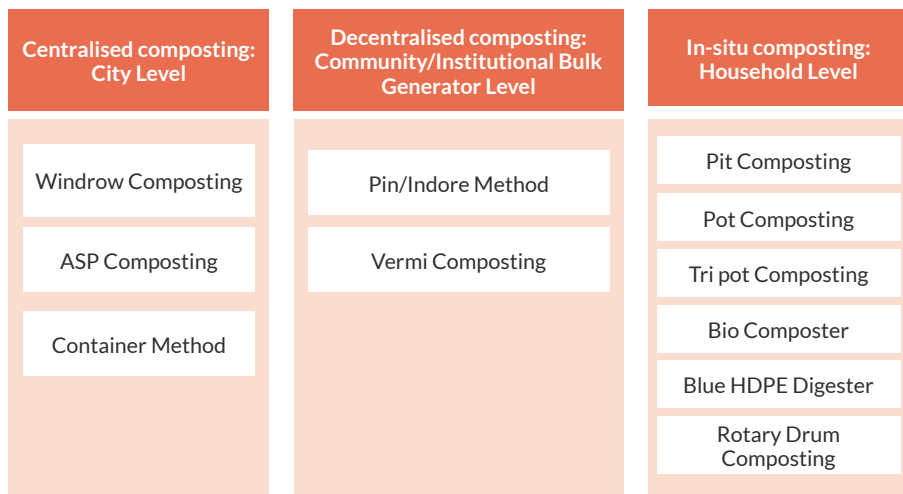 Centralised composting:
City Level
Windrow Composting
ASP Composting
Container Method
Decentralised composting:
Community/Institutional Bulk
Generator Level
Pin/Indore Method
Vermi Composting
In-situ composting:
Household Level
Pit Composting
Pot Composting
Tri pot Composting
Bio Composter
Blue HDPE Digester
Rotary Drum
Composting